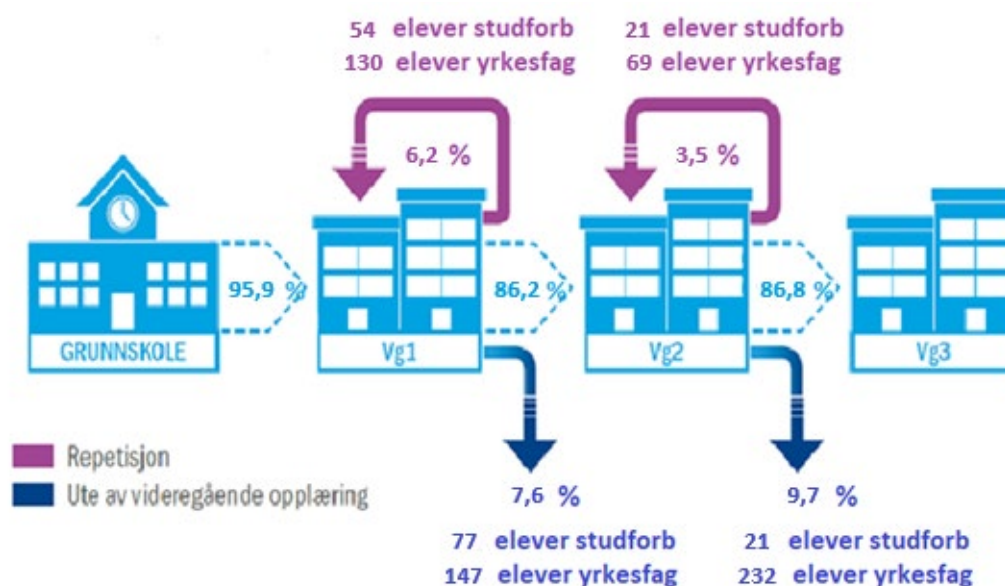 54 elever studforb
130 elever yrkesfag
21 elever studforb
69 elever yrkesfag
6,2 %
3,5 %
95,9 %
86,2 %
86,8 %
GRUNNSKOLE
Vg1
Vg2
Vg3
Repetisjon
Ute av videregående opplæring
7,6 %
9,7 %
77 elever studforb
147 elever yrkesfag
21 elever studforb
232 elever yrkesfag